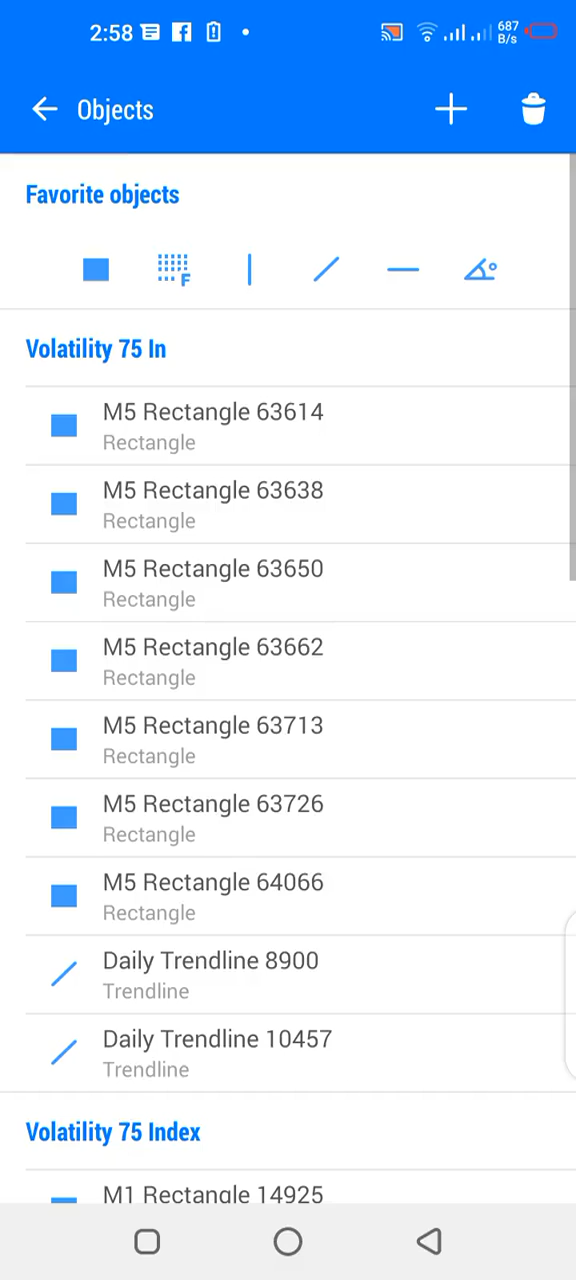 2:58
687
B/s
Objects
Favorite objects
F
Volatility 75 In
M5 Rectangle 63614
Rectangle
M5 Rectangle 63638
Rectangle
M5 Rectangle 63650
Rectangle
M5 Rectangle 63662
Rectangle
M5 Rectangle 63713
Rectangle
M5 Rectangle 63726
Rectangle
M5 Rectangle 64066
Rectangle
Daily Trendline 8900
Trendline
Daily Trendline 10457
Trendline
Volatility 75 Index
M1 Rectangle 14925